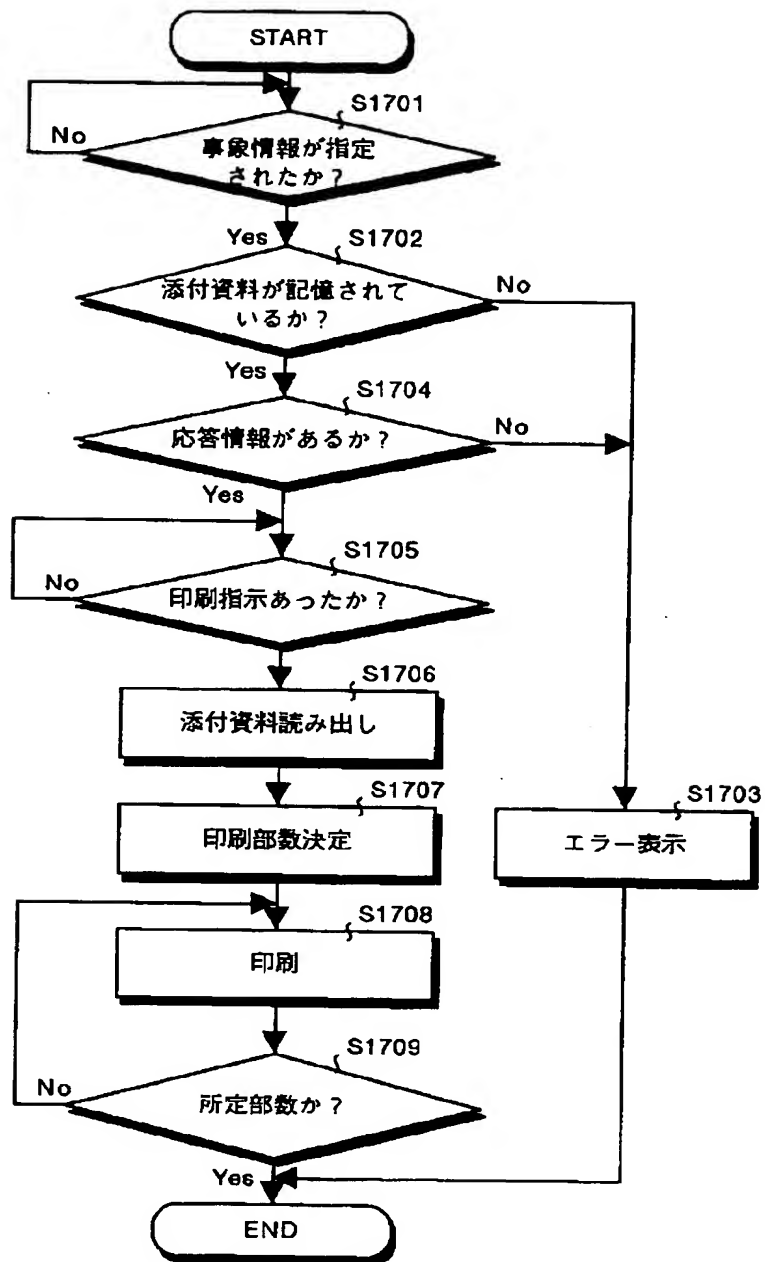 START
S1701
No
事象情報が指定
されたか？
Yes
S1702
添付資料が記憶されて
いるか？
No
Yes
S1704
応答情報があるか？
No
Yes
S1705
No
印刷指示あったか？
S1706
添付資料読み出し
S1707
印刷部数決定
S1703
エラー表示
S1708
印刷
S1709
No
所定部数か？
Yes
END